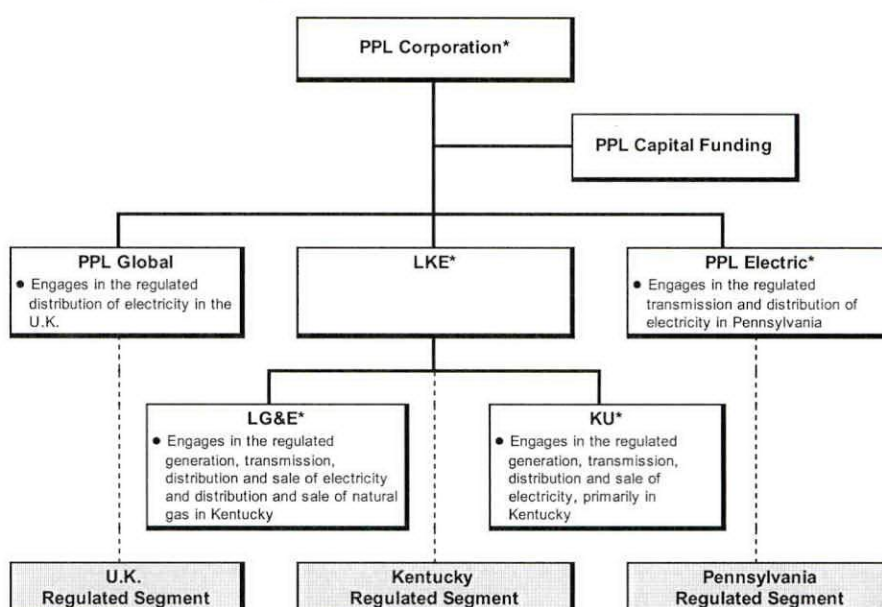 PPL Corporation*
PPL Capital Funding
PPL Global
● Engages in the regulated
distribution of electricity in the
U.K.
LKE*
PPL Electric*
● Engages in the regulated
transmission and distribution of
electricity in Pennsylvania
LG&E*
● Engages in the regulated
generation, transmission,
distribution and sale of electricity
and distribution and sale of natural
gas in Kentucky
KU*
● Engages in the regulated
generation, transmission,
distribution and sale of
electricity, primarily in
Kentucky
U.K.
Regulated Segment
Kentucky
Regulated Segment
Pennsylvania
Regulated Segment